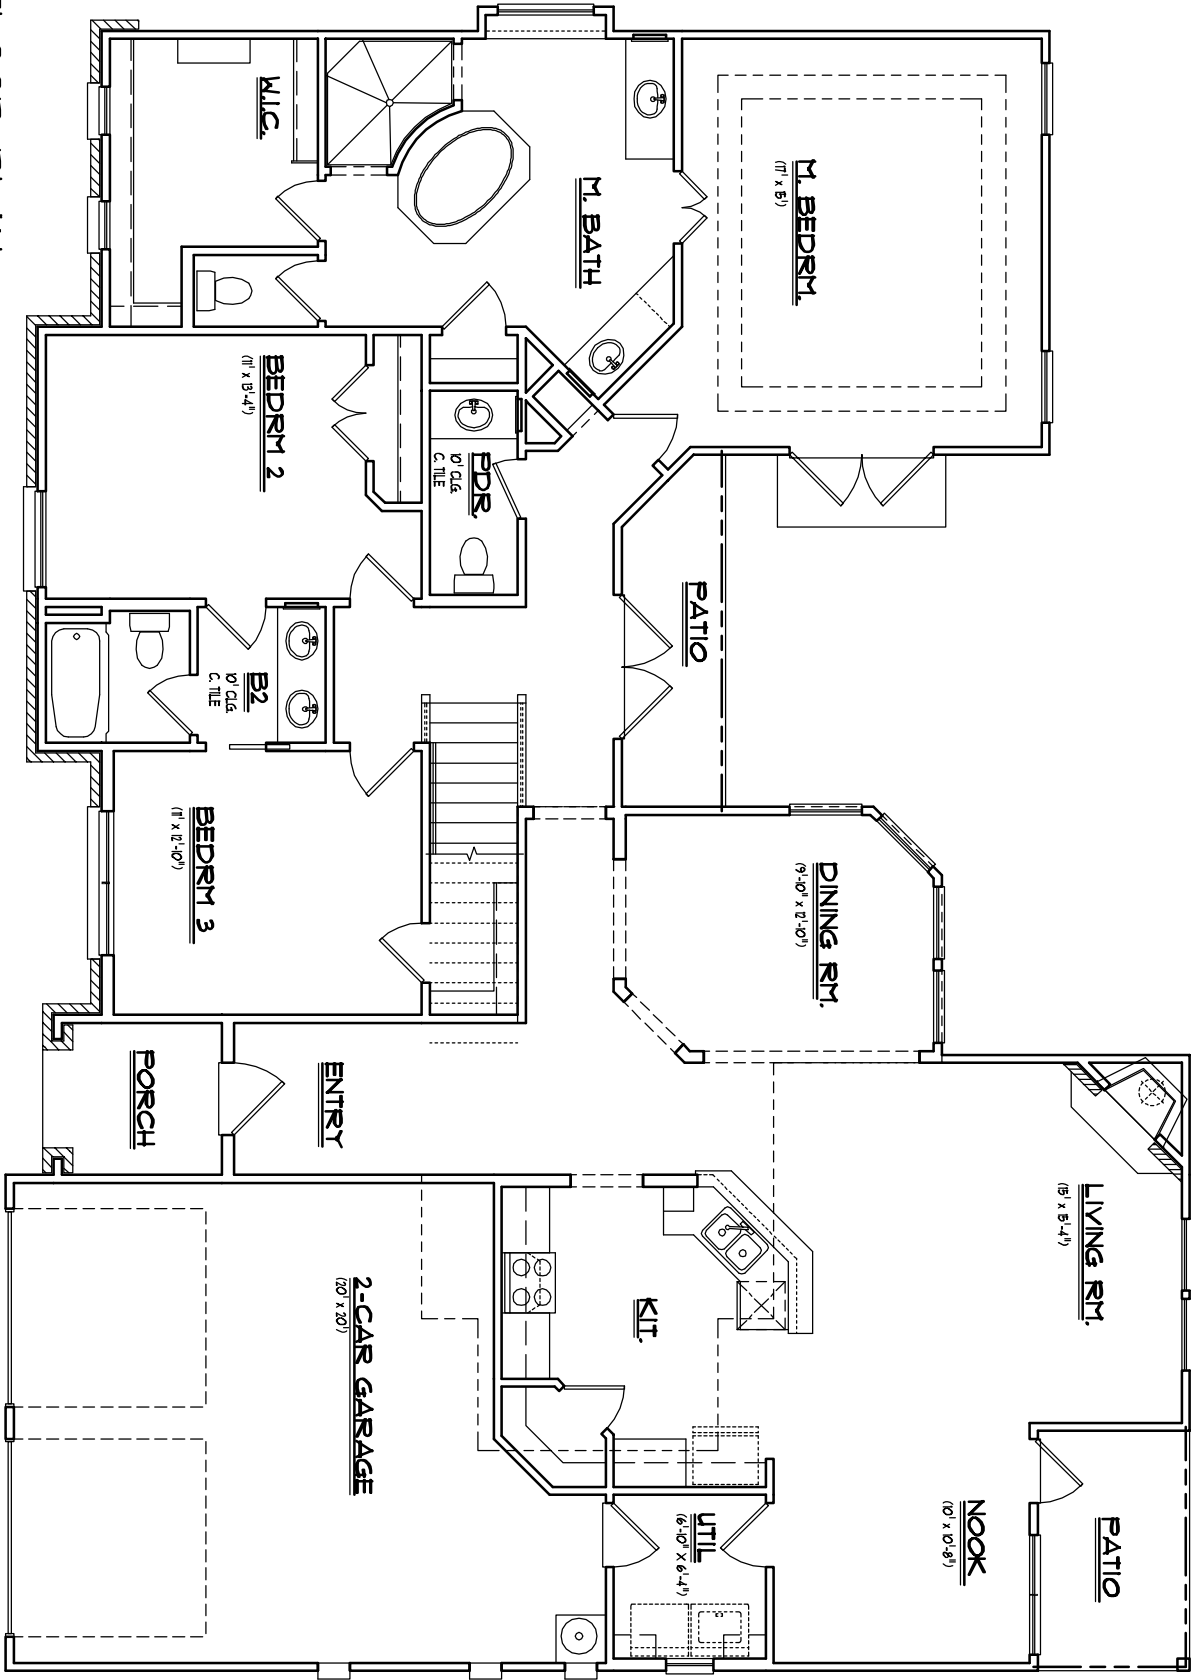 M. BEDRM.
(17' x 15')
M. BATH
W.I.C.
BEDRM 2
(11' x 13'-4")
PDR.
10' CLG.
C. TILE
PATIO
B2
10' CLG.
C. TILE
BEDRM 3
(11' x 12'-10")
DINING RM.
(9'-10" x 12'-10")
PORCH
ENTRY
LIVING RM.
(15' x 15'-4")
KIT.
2-CAR GARAGE
(20' x 20')
NOOK
(10' x 10'-8")
PATIO
UTIL
(6'-10" X 6'-4")